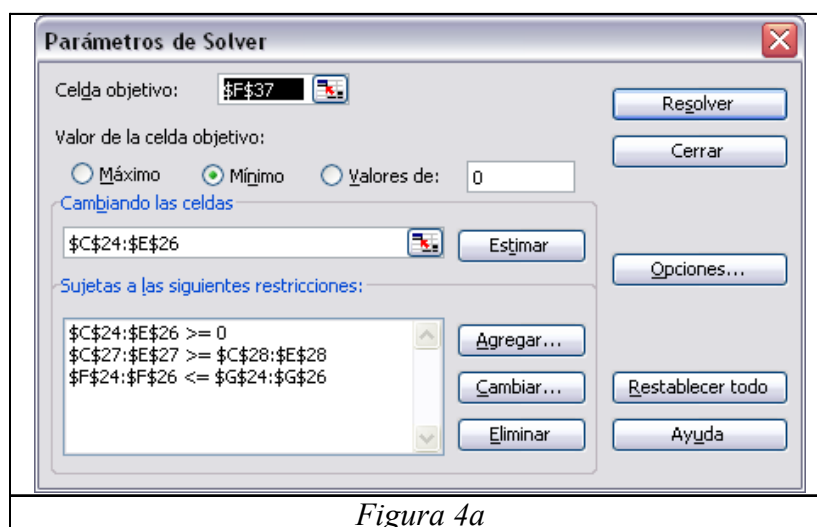 Parámetros de Solver
Celda objetivo: $F$37
Resolver
Valor de la celda objetivo:
Cerrar
Máximo Mínimo Valores de: 0
Cambiando las celdas
$C$24:$E$26 Estimar
Opciones...
Sujetas a las siguientes restricciones:
$C$24:$E$26 >= 0
$C$27:$E$27 >= $C$28:$E$28
$F$24:$F$26 <= $G$24:$G$26
Agregar...
Cambiar... Restablecer todo
Eliminar Ayuda
Figura 4a